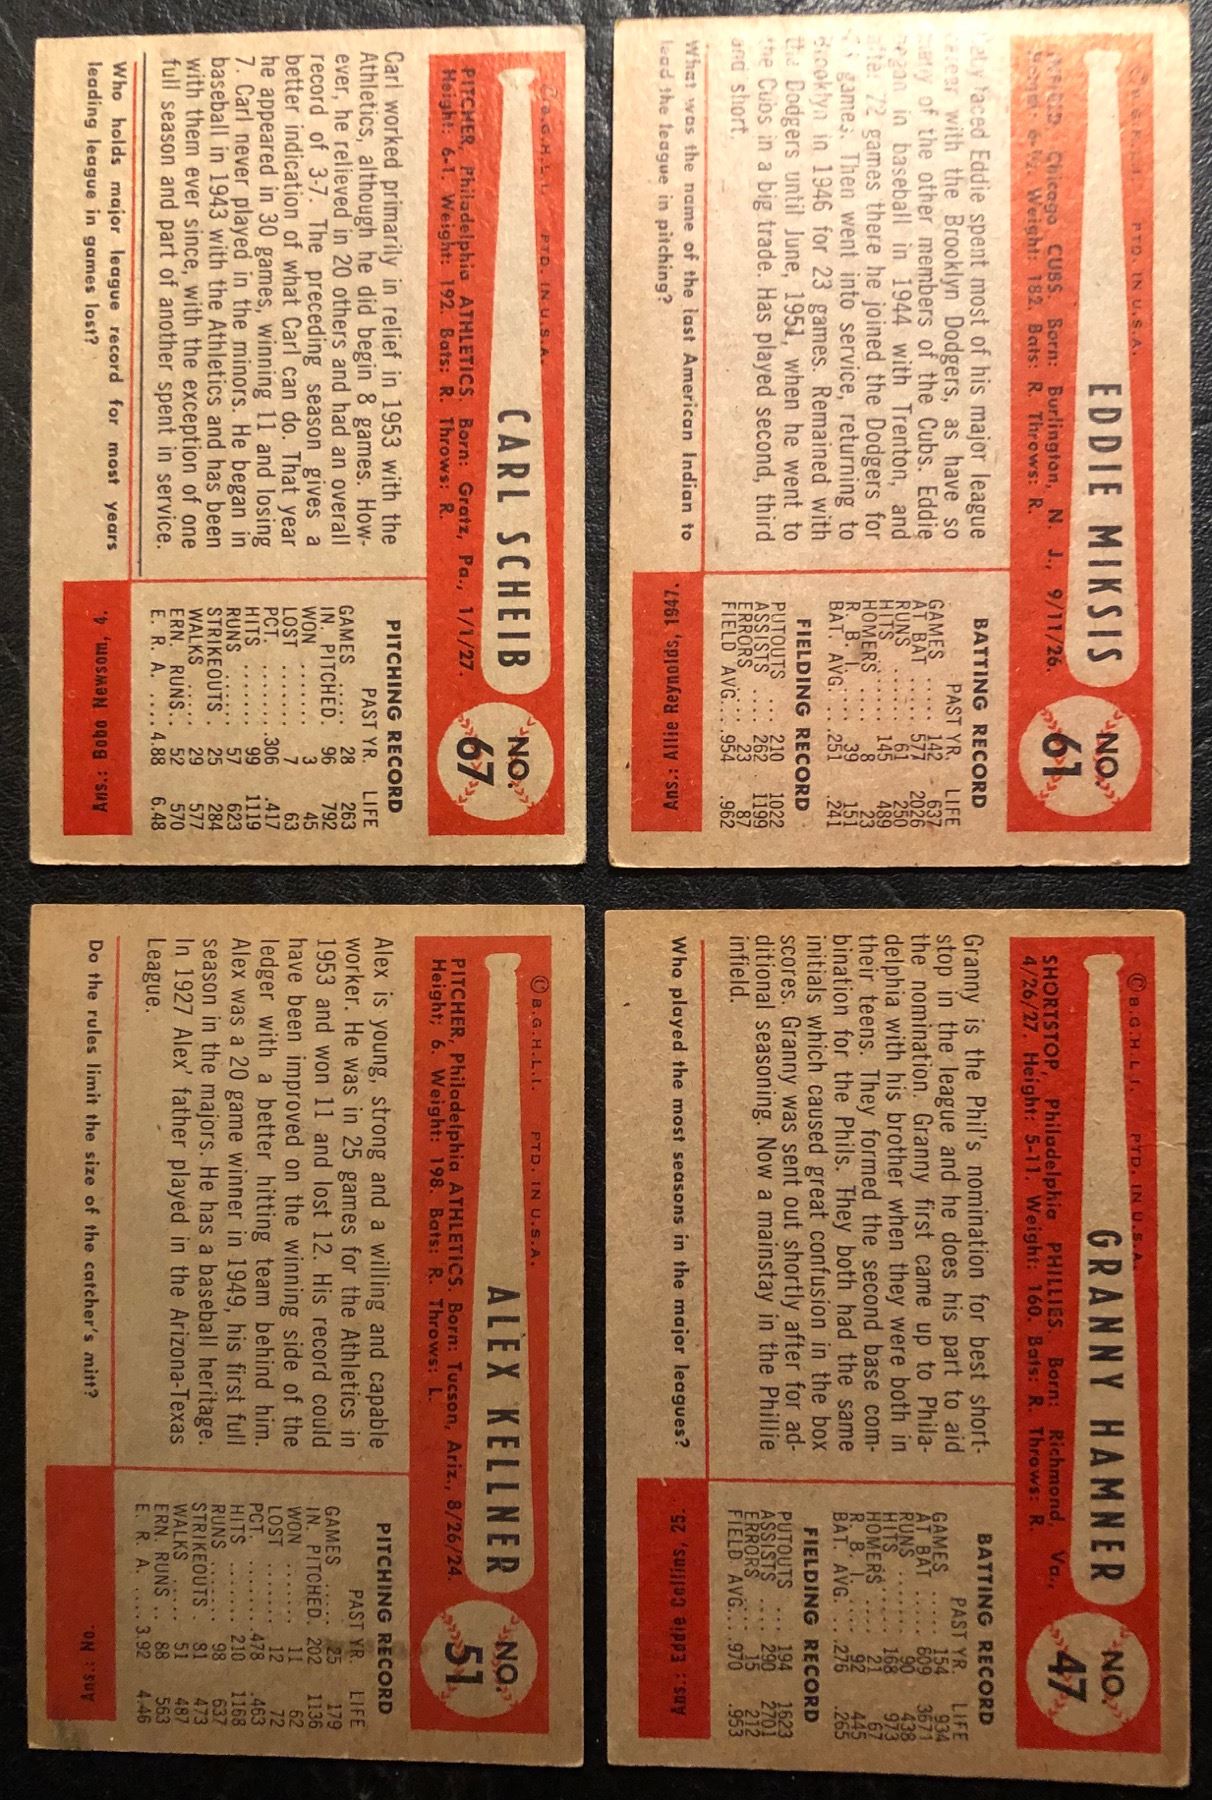 © B.G.H.L.I. PTD. IN U.S.A.
EDDIE MIKSIS
NO. 61
Chicago CUBS. Born: Burlington, N. J., 9/11/26.
Weight: 182. Bats: R. Throws: R.
faced Eddie spent most of his major league
career with the Brooklyn Dodgers, as have so
many of the other members of the Cubs. Eddie
began in baseball in 1944 with Trenton, and
after 72 games there he joined the Dodgers for
games. Then went into service, returning to
Brooklyn in 1946 for 23 games. Remained with
the Dodgers until June, 1951, when he went to
the Cubs in a big trade. Has played second, third
and short.
What was the name of the last American Indian to
lead the league in pitching?
BATTING RECORD
PAST YR. LIFE
GAMES ..... 142 637
AT BAT .... 577 2026
RUNS ...... 61 250
HITS ...... 145 489
HOMERS .... 8 23
R. B. I. ... 39 151
BAT. AVG. .. .251 .241
FIELDING RECORD
PUTOUTS ... 210 1022
ASSISTS ... 262 1199
ERRORS ... 23 87
FIELD AVG... .954 .962
Ans.: Allie Reynolds, 1947.
© B.G.H.L.I. PTD. IN U.S.A.
GRANNY HAMNER
NO. 47
SHORTSTOP, Philadelphia PHILLIES. Born: Richmond, Va.,
4/26/27. Height: 5-11. Weight: 160. Bats: R. Throws: R.
Granny is the Phil's nomination for best short-
stop in the league and he does his part to aid
the nomination. Granny first came up to Phila-
delphia with his brother when they were both in
their teens. They formed the second base com-
bination for the Phils. They both had the same
initials which caused great confusion in the box
scores. Granny was sent out shortly after for ad-
ditional seasoning. Now a mainstay in the Phillie
infield.
Who played the most seasons in the major leagues?
BATTING RECORD
PAST YR. LIFE
GAMES ..... 154 934
AT BAT .... 609 3671
RUNS ...... 90 438
HITS ...... 168 973
HOMERS .... 21 67
R. B. I. ... 92 445
BAT. AVG. .. .276 .265
FIELDING RECORD
PUTOUTS ... 194 1623
ASSISTS ... 290 2701
ERRORS ... 15 212
FIELD AVG... .970 .953
Ans.: Eddie Collins, 25.
© B.G.H.L.I. PTD. IN U.S.A.
CARL SCHEIB
NO. 67
PITCHER, Philadelphia ATHLETICS. Born: Gratz, Pa., 1/1/27.
Height: 6-1. Weight: 192. Bats: R. Throws: R.
Carl worked primarily in relief in 1953 with the
Athletics, although he did begin 8 games. How-
ever, he relieved in 20 others and had an overall
record of 3-7. The preceding season gives a
better indication of what Carl can do. That year
he appeared in 30 games, winning 11 and losing
7. Carl never played in the minors. He began in
baseball in 1943 with the Athletics and has been
with them ever since, with the exception of one
full season and part of another spent in service.
Who holds major league record for most years
leading league in games lost?
PITCHING RECORD
PAST YR. LIFE
GAMES ..... 28 263
IN. PITCHED. 96 792
WON ....... 3 45
LOST ....... 7 63
PCT. ....... .306 .417
HITS ....... 99 1119
RUNS ...... 57 623
STRIKEOUTS . 25 284
WALKS ..... 29 577
ERN. RUNS.. 52 570
E. R. A. .... 4.88 6.48
Ans.: Bobo Newsom, 4.
© B.G.H.L.I. PTD. IN U.S.A.
ALEX KELLNER
NO. 51
PITCHER, Philadelphia ATHLETICS. Born: Tucson, Ariz., 8/26/24.
Height; 6. Weight: 198. Bats: R. Throws: L.
Alex is young, strong and a willing and capable
worker. He was in 25 games for the Athletics in
1953 and won 11 and lost 12. His record could
have been improved on the winning side of the
ledger with a better hitting team behind him.
Alex was a 20 game winner in 1949, his first full
season in the majors. He has a baseball heritage.
In 1927 Alex' father played in the Arizona-Texas
League.
Do the rules limit the size of the catcher's mitt?
PITCHING RECORD
PAST YR. LIFE
GAMES ..... 25 179
IN. PITCHED. 202 1136
WON ...... 11 62
LOST ....... 12 72
PCT. ....... .478 .463
HITS ....... 210 1168
RUNS ...... 98 637
STRIKEOUTS . 81 473
WALKS ..... 51 487
ERN. RUNS .. 88 563
E. R. A. .... 3.92 4.46
Ans.: No.